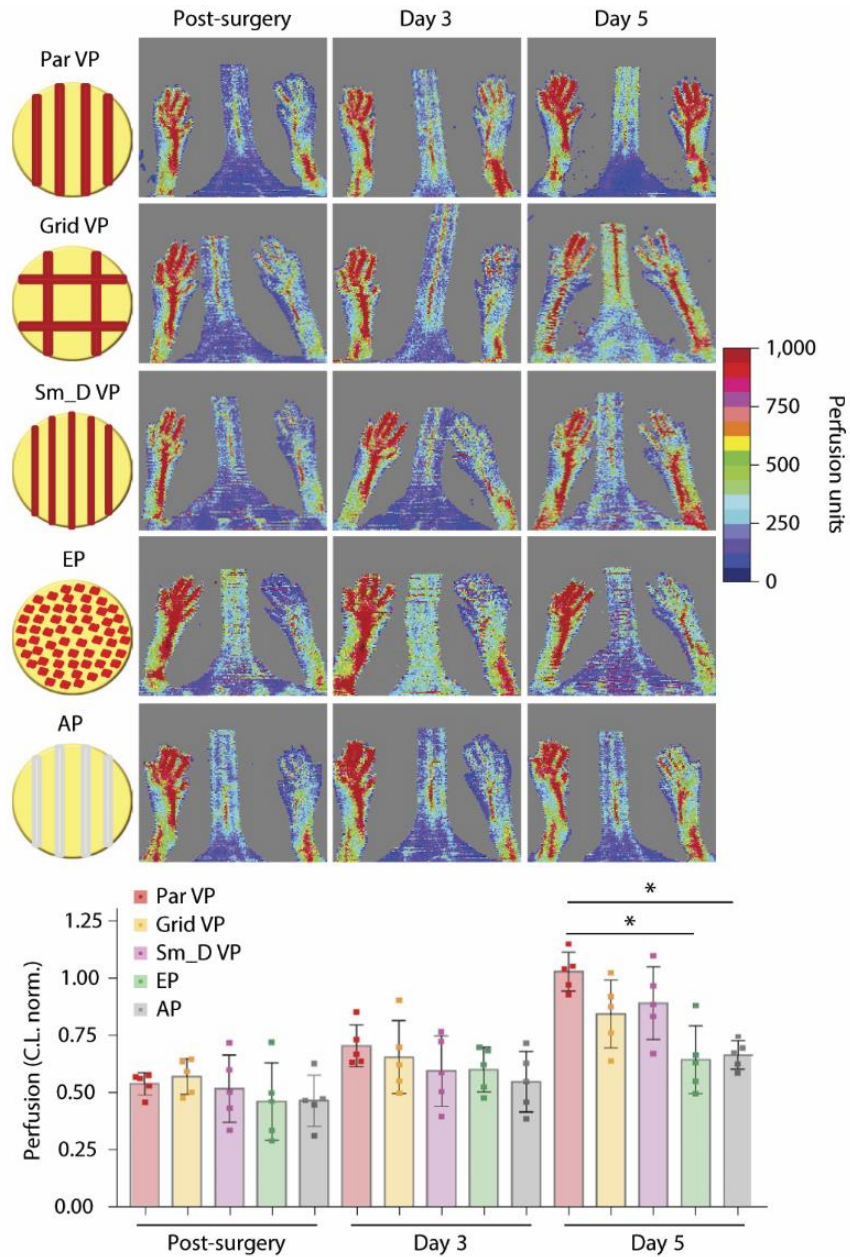 Post-surgery Day 3 Day 5
Par VP
Grid VP
Sm_D VP
EP
AP
1,000
750
500
250
0
Perfusion units
Par VP
Grid VP
Sm_D VP
EP
AP
*
*
1.25
1.00
0.75
0.50
0.25
0.00
Perfusion (C.L. norm.)
Post-surgery Day 3 Day 5